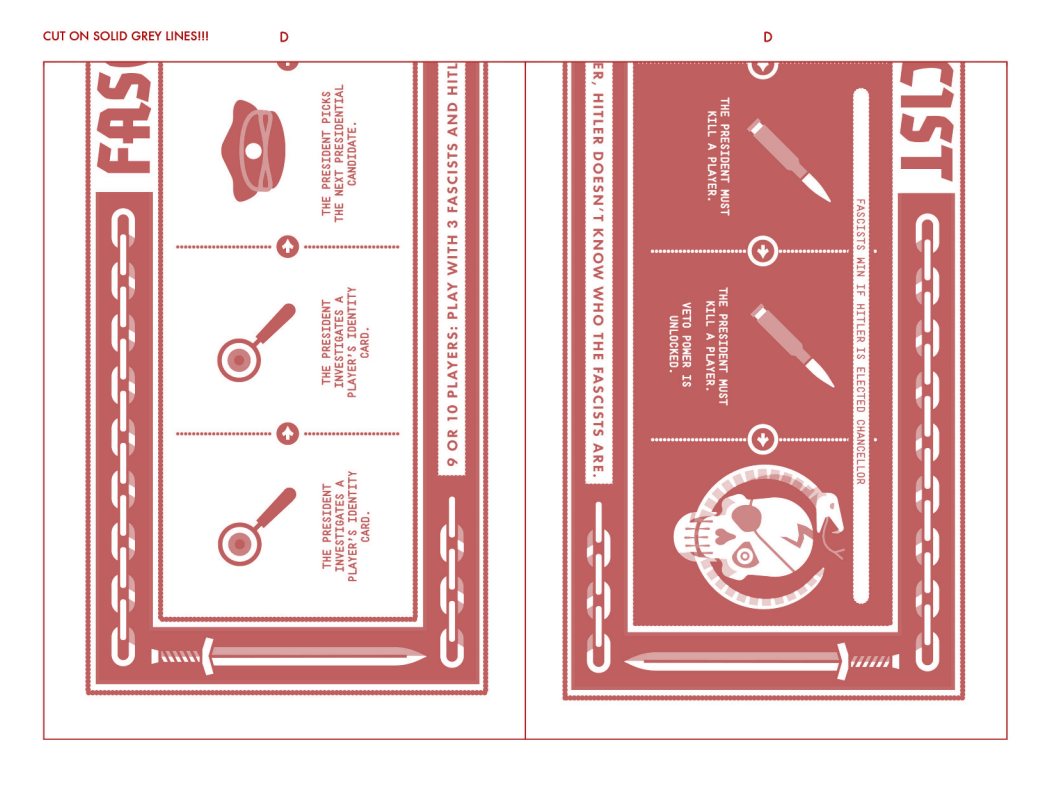 CUT ON SOLID GREY LINES!!!
D
D
FASC
THE PRESIDENT PICKS
THE NEXT PRESIDENTIAL
CANDIDATE.
THE PRESIDENT
INVESTIGATES A
PLAYER'S IDENTITY
CARD.
THE PRESIDENT
INVESTIGATES A
PLAYER'S IDENTITY
CARD.
9 OR 10 PLAYERS: PLAY WITH 3 FASCISTS AND HITL
ER, HITLER DOESN'T KNOW WHO THE FASCISTS ARE.
THE PRESIDENT MUST
KILL A PLAYER.
THE PRESIDENT MUST
KILL A PLAYER.
VETO POWER IS
UNLOCKED.
FASCISTS WIN IF HITLER IS ELECTED CHANCELLOR
CIST